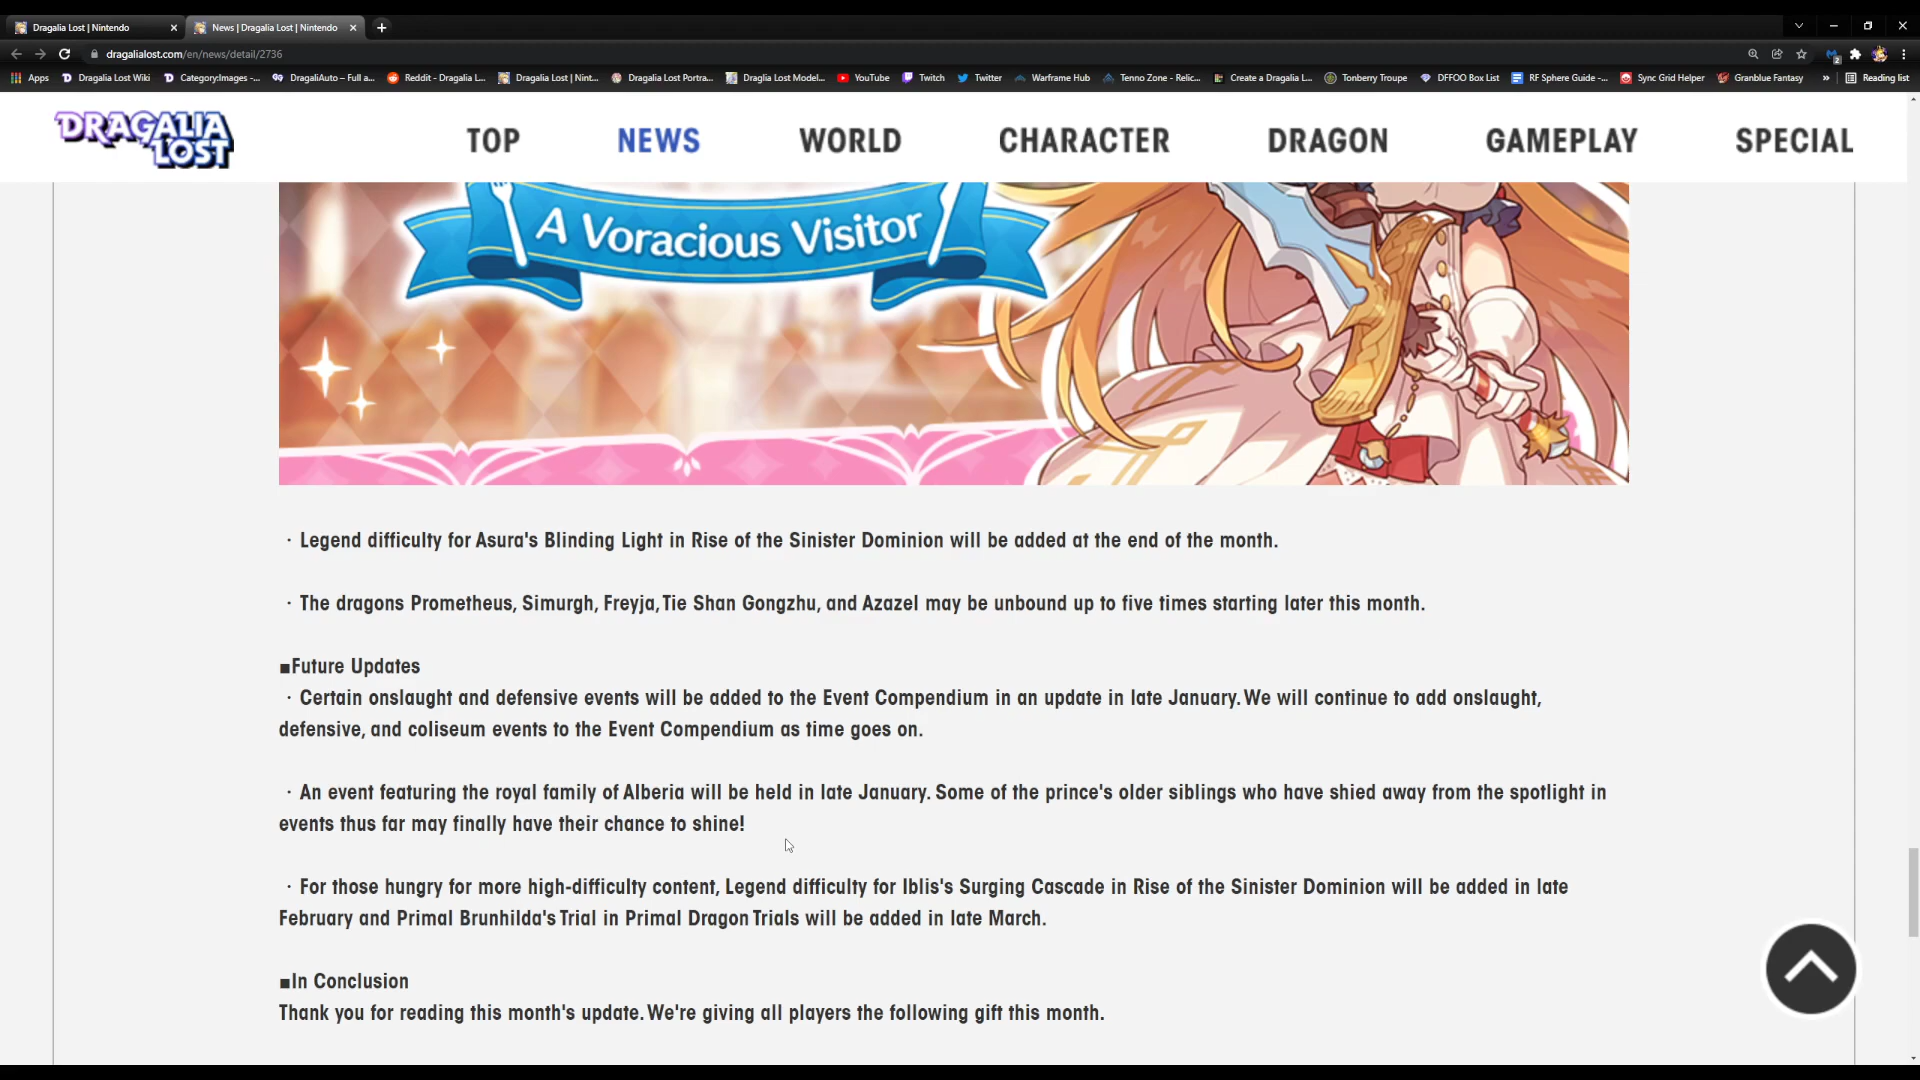 Dragalia Lost | Nintendo
News | Dragalia Lost | Nintendo
dragalialost.com/en/news/detail/2736
Apps Dragalia Lost Wiki Category:Images -... DragaliAuto – Full a... Reddit - Dragalia L... Dragalia Lost | Nint... Dragalia Lost Portra... Draglia Lost Model... YouTube Twitch Twitter Warframe Hub Tenno Zone - Relic... Create a Dragalia L... Tonberry Troupe DFFOO Box List RF Sphere Guide -... Sync Grid Helper Granblue Fantasy » Reading list
DRAGALIA LOST
TOP NEWS WORLD CHARACTER DRAGON GAMEPLAY SPECIAL
A Voracious Visitor
・Legend difficulty for Asura's Blinding Light in Rise of the Sinister Dominion will be added at the end of the month.
・The dragons Prometheus, Simurgh, Freyja, Tie Shan Gongzhu, and Azazel may be unbound up to five times starting later this month.
■Future Updates
・Certain onslaught and defensive events will be added to the Event Compendium in an update in late January. We will continue to add onslaught,
defensive, and coliseum events to the Event Compendium as time goes on.
・An event featuring the royal family of Alberia will be held in late January. Some of the prince's older siblings who have shied away from the spotlight in
events thus far may finally have their chance to shine!
・For those hungry for more high-difficulty content, Legend difficulty for Iblis's Surging Cascade in Rise of the Sinister Dominion will be added in late
February and Primal Brunhilda's Trial in Primal Dragon Trials will be added in late March.
■In Conclusion
Thank you for reading this month's update. We're giving all players the following gift this month.